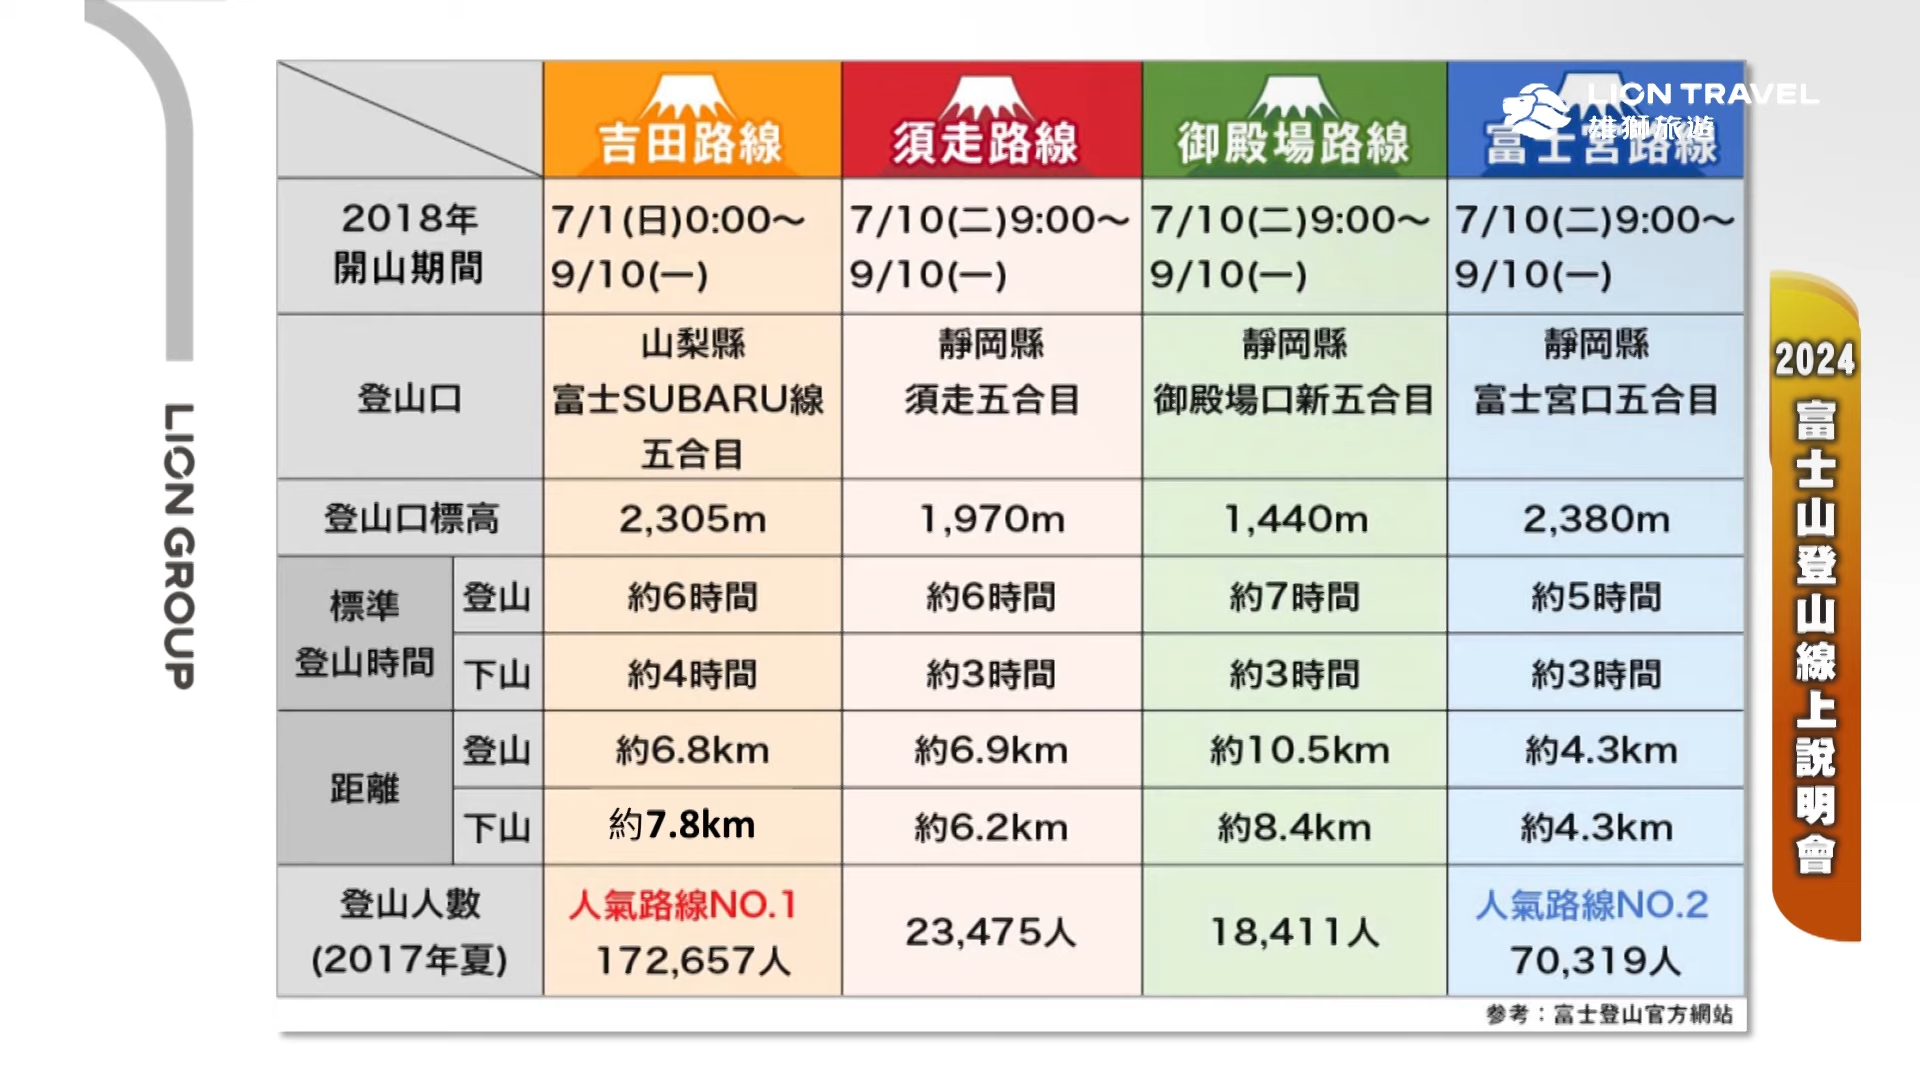 LION TRAVEL
雄獅旅遊
吉田路線 須走路線 御殿場路線 富士宮路線
2018年
開山期間
7/1(日)0:00～
9/10(一)
7/10(二)9:00～
9/10(一)
7/10(二)9:00～
9/10(一)
7/10(二)9:00～
9/10(一)
登山口
山梨縣
富士SUBARU線
五合目
靜岡縣
須走五合目
靜岡縣
御殿場口新五合目
靜岡縣
富士宮口五合目
登山口標高 2,305m 1,970m 1,440m 2,380m
標準
登山時間
登山 約6時間 約6時間 約7時間 約5時間
下山 約4時間 約3時間 約3時間 約3時間
距離
登山 約6.8km 約6.9km 約10.5km 約4.3km
下山 約7.8km 約6.2km 約8.4km 約4.3km
登山人數
(2017年夏)
人氣路線NO.1
172,657人
23,475人
18,411人
人氣路線NO.2
70,319人
参考：富士登山官方網站
LION GROUP
2024
富士山登山線上說明會